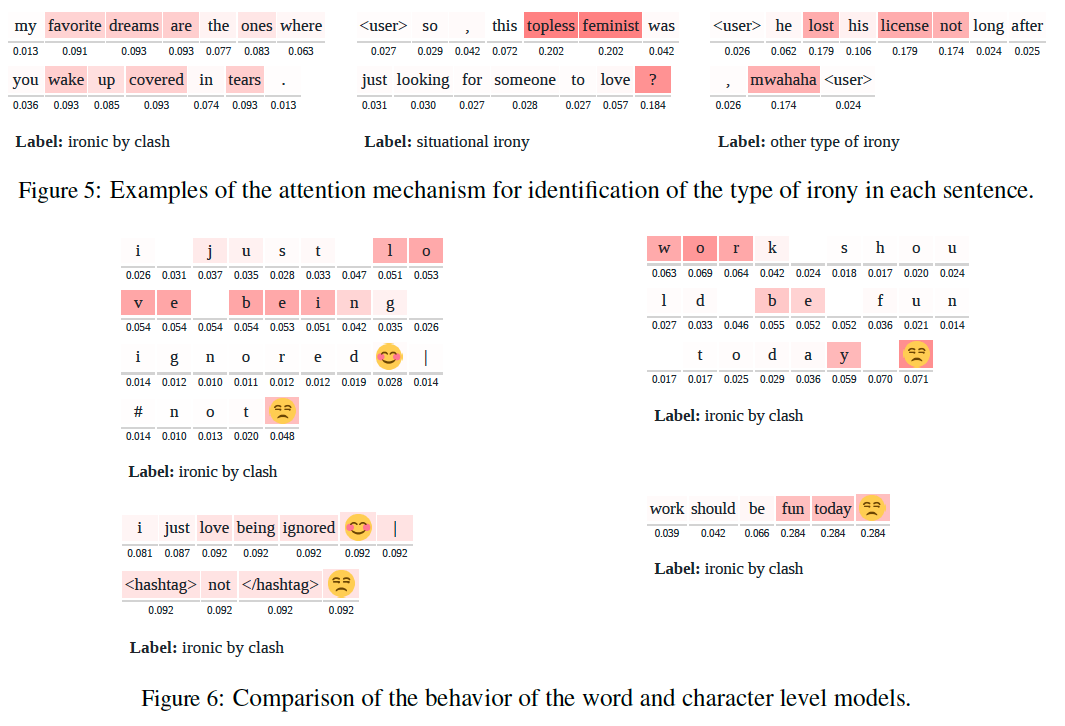 my favorite dreams are the ones where
0.013 0.091 0.093 0.093 0.077 0.083 0.063
you wake up covered in tears .
0.036 0.093 0.085 0.093 0.074 0.093 0.013
Label: ironic by clash
<user> so , this topless feminist was
0.027 0.029 0.042 0.072 0.202 0.202 0.042
just looking for someone to love ?
0.031 0.030 0.027 0.028 0.027 0.057 0.184
Label: situational irony
<user> he lost his license not long after
0.026 0.062 0.179 0.106 0.179 0.174 0.024 0.025
, mwahaha <user>
0.026 0.174 0.024
Label: other type of irony
Figure 5: Examples of the attention mechanism for identification of the type of irony in each sentence.
i j u s t l o
0.026 0.031 0.037 0.035 0.028 0.033 0.047 0.051 0.053
v e b e i n g
0.054 0.054 0.054 0.054 0.053 0.051 0.042 0.035 0.026
i g n o r e d 😊 |
0.014 0.012 0.010 0.011 0.012 0.012 0.019 0.028 0.014
# n o t 😒
0.014 0.010 0.013 0.020 0.048
Label: ironic by clash
w o r k s h o u
0.063 0.069 0.064 0.042 0.024 0.018 0.017 0.020 0.024
l d b e f u n
0.027 0.033 0.046 0.055 0.052 0.052 0.036 0.021 0.014
t o d a y 😒
0.017 0.017 0.025 0.029 0.036 0.059 0.070 0.071
Label: ironic by clash
i just love being ignored 😊 |
0.081 0.087 0.092 0.092 0.092 0.092 0.092
<hashtag> not </hashtag> 😒
0.092 0.092 0.092 0.092
Label: ironic by clash
work should be fun today 😒
0.039 0.042 0.066 0.284 0.284 0.284
Label: ironic by clash
Figure 6: Comparison of the behavior of the word and character level models.